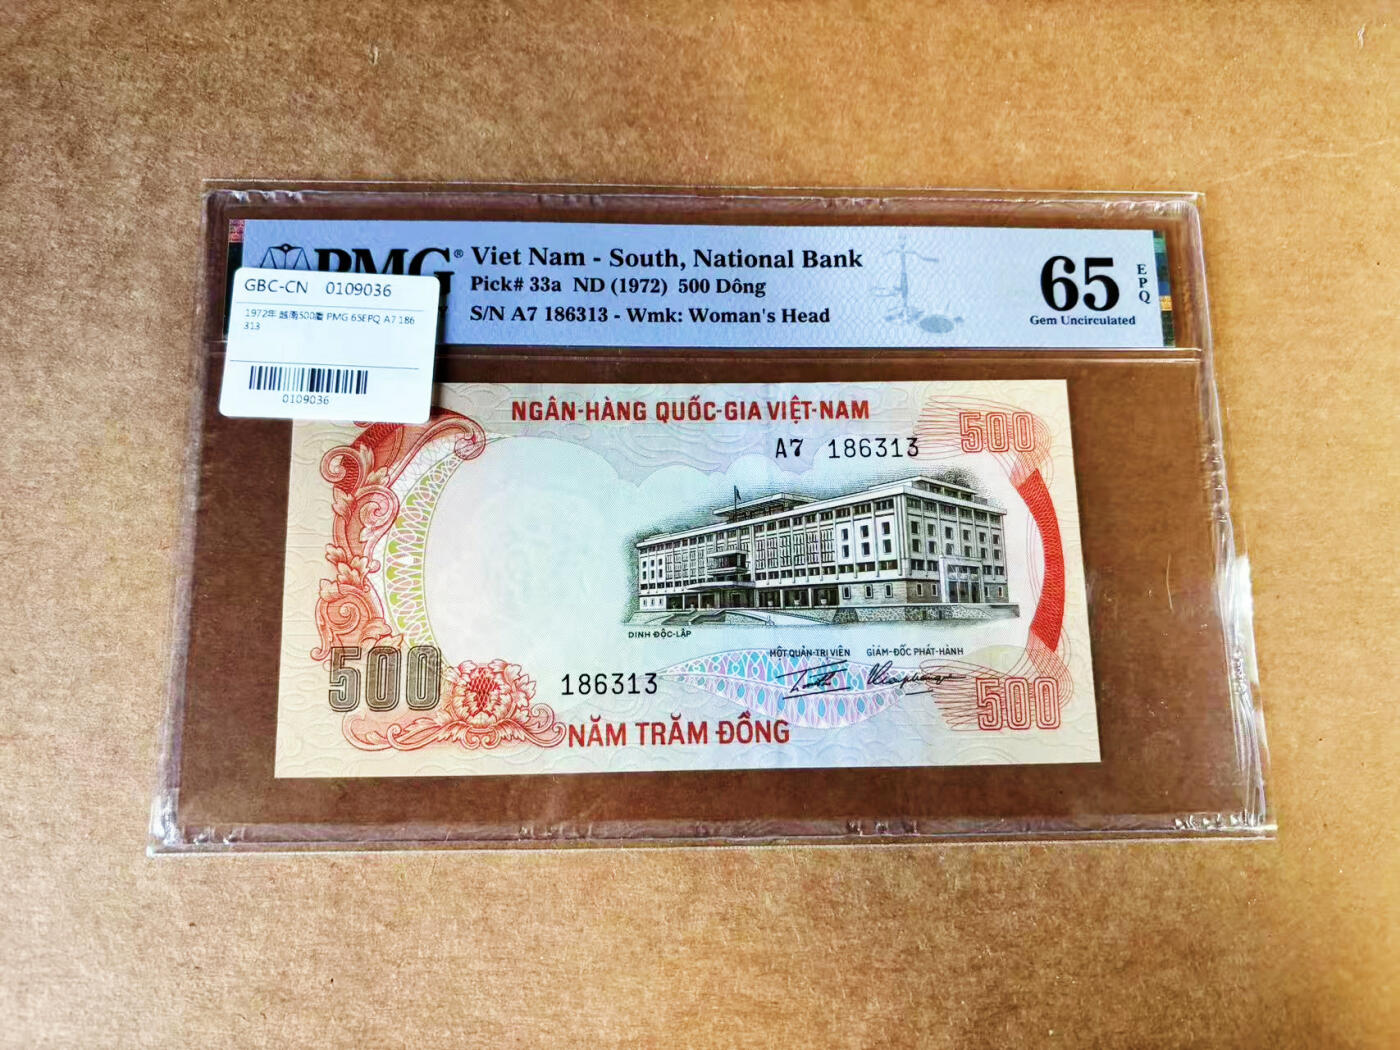 PMG® Viet Nam - South, National Bank
Pick# 33a ND (1972) 500 Dông
S/N A7 186313 - Wmk: Woman's Head
65
EPQ
Gem Uncirculated
GBC-CN 0109036
1972年 越南500盾 PMG 65EPQ A7 186
313
0109036
NGÂN-HÀNG QUỐC-GIA VIỆT-NAM
500
A7 186313
DINH ĐỘC-LẬP
MỘT QUẢN-TRỊ VIÊN GIÁM-ĐỐC PHÁT-HÀNH
500
186313
500
NĂM TRĂM ĐỒNG